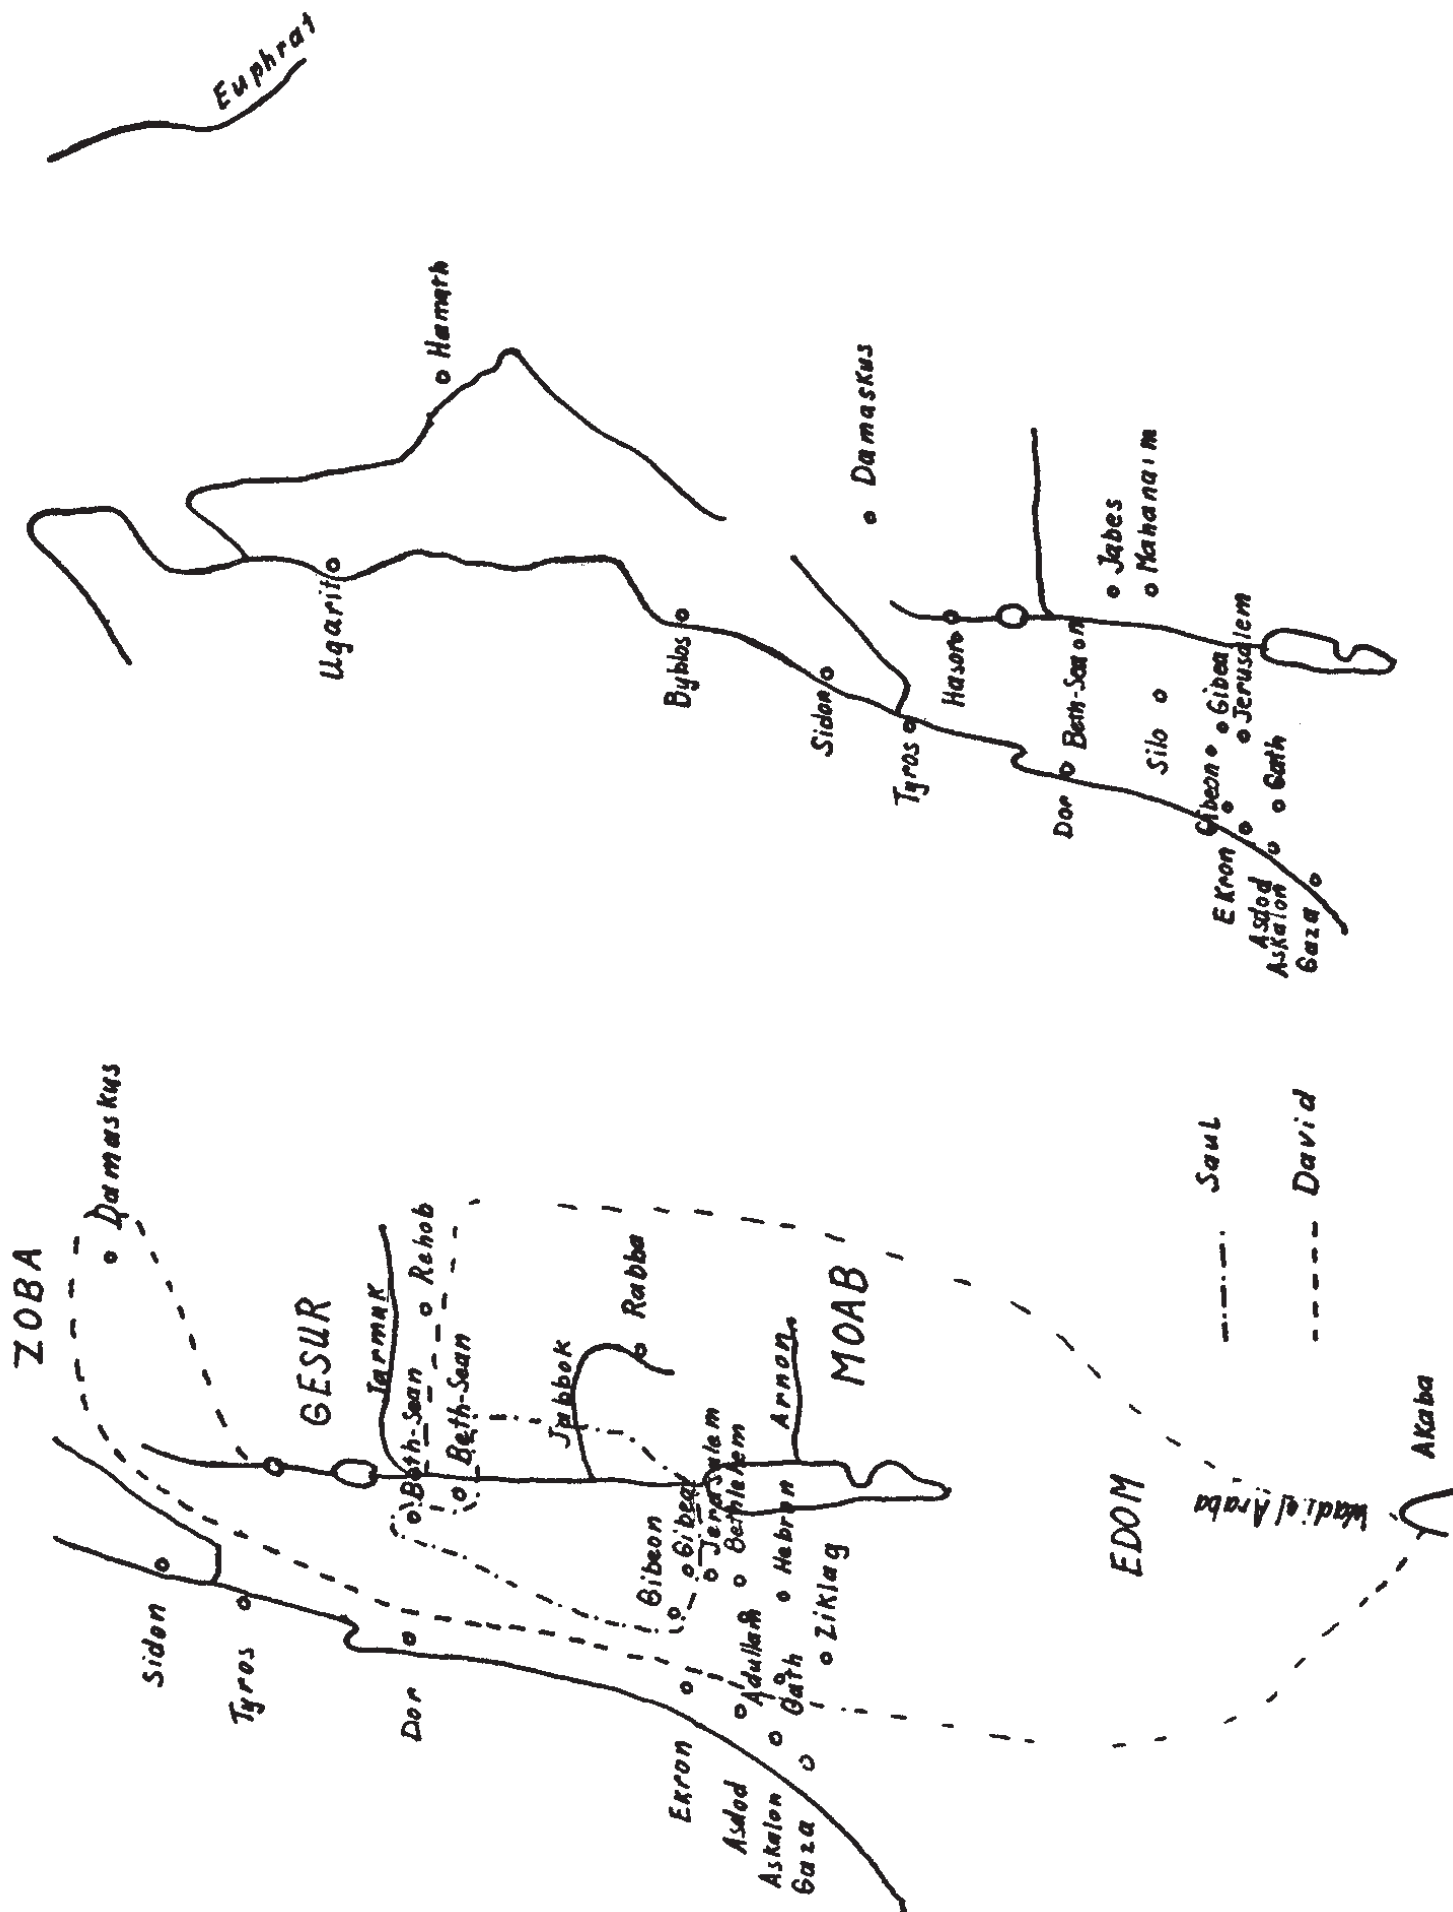 ZOBA
Damaskus
Sidon
Tyros
GESUR
Jarmuk
Dor
Beth-Sean
Rehob
Beth-Sean
Jabbok
Rabba
Gibeon
Gibea
Jerusalem
Ekron
Bethlehem
Asdod
Adullam
Hebron
Arnon
Askalon
Gath
Gaza
Ziklag
MOAB
EDOM
Wadi el Araba
Akaba
Saul
David
Euphrat
Hamath
Ugarit
Byblos
Damaskus
Sidon
Tyros
Hason
Dor
Beth-Sean
Jabes
Mahanaim
Silo
Gibeon
Gibea
Jerusalem
Ekron
Gath
Asdod
Askalon
Gaza